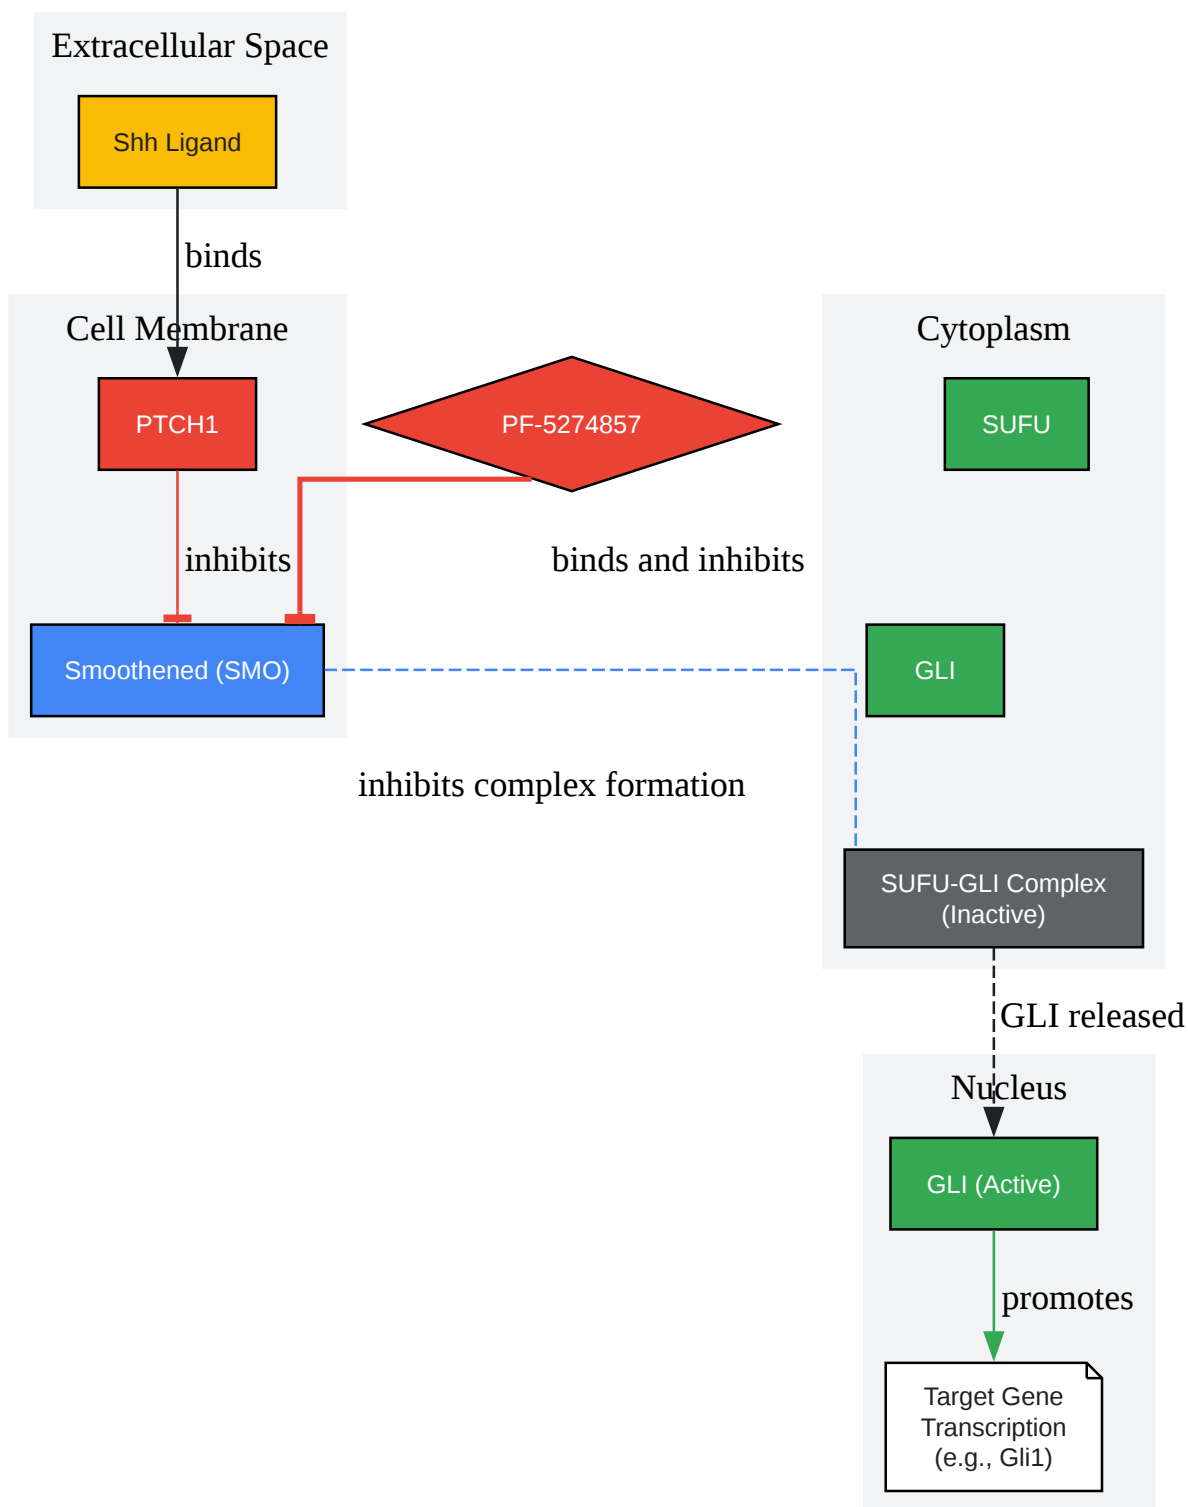 Extracellular Space
Shh Ligand
binds
Cell Membrane
Cytoplasm
PTCH1
PF-5274857
SUFU
inhibits
binds and inhibits
Smoothened (SMO)
GLI
inhibits complex formation
SUFU-GLI Complex
(Inactive)
GLI released
Nucleus
GLI (Active)
promotes
Target Gene
Transcription
(e.g., Gli1)